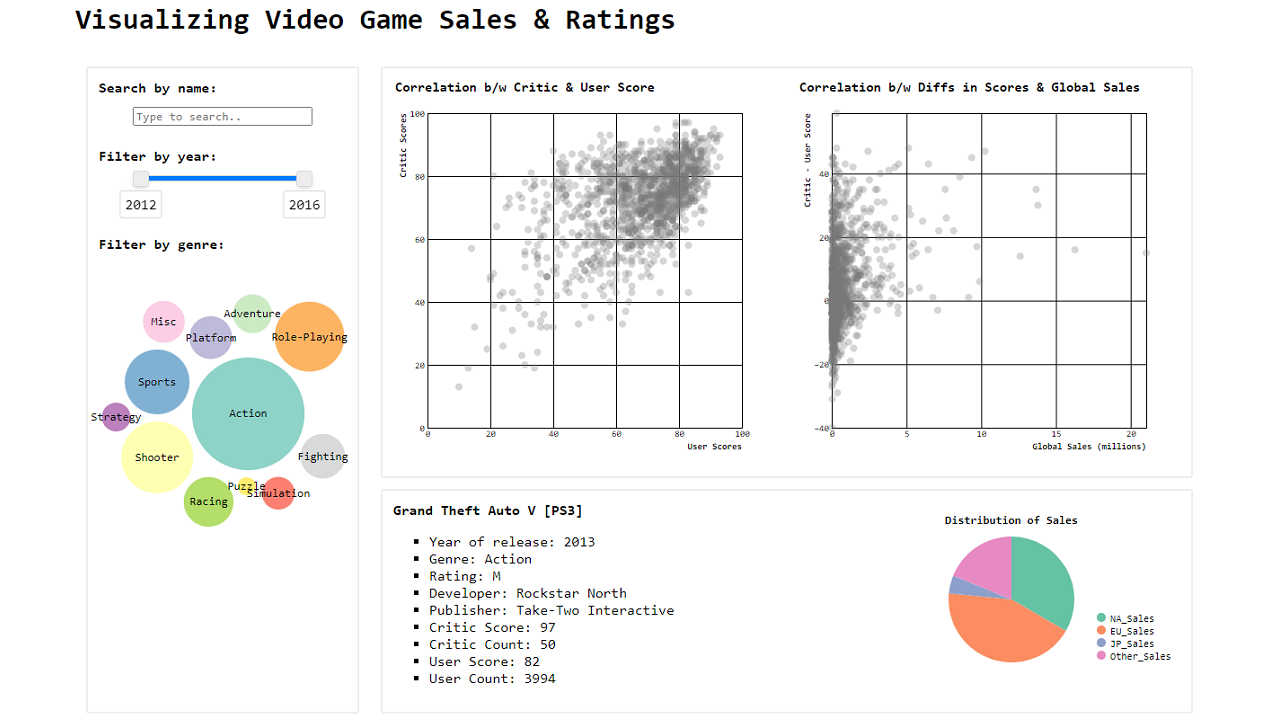 Visualizing Video Game Sales & Ratings
Search by name:
Type to search..
Filter by year:
2012
2016
Filter by genre:
Misc
Platform
Adventure
Role-Playing
Sports
Action
Strategy
Shooter
Fighting
Puzzle
Simulation
Racing
Correlation b/w Critic & User Score
Critic Scores
100
80
60
40
20
0
0 20 40 60 80 100
User Scores
Correlation b/w Diffs in Scores & Global Sales
Critic - User Score
40
20
0
-20
-40
0 5 10 15 20
Global Sales (millions)
Grand Theft Auto V [PS3]
Year of release: 2013
Genre: Action
Rating: M
Developer: Rockstar North
Publisher: Take-Two Interactive
Critic Score: 97
Critic Count: 50
User Score: 82
User Count: 3994
Distribution of Sales
NA_Sales
EU_Sales
JP_Sales
Other_Sales